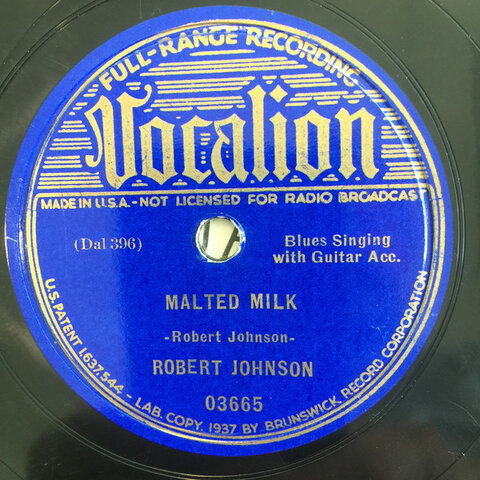 FULL-RANGE RECORDING
Vocalion
MADE IN U.S.A.-NOT LICENSED FOR RADIO BROADCAST
(Dal 396)
Blues Singing
with Guitar Acc.
MALTED MILK
-Robert Johnson-
ROBERT JOHNSON
03665
U.S. PATENT 1,637,544 - LAB. COPY. 1937 BY BRUNSWICK RECORD CORPORATION